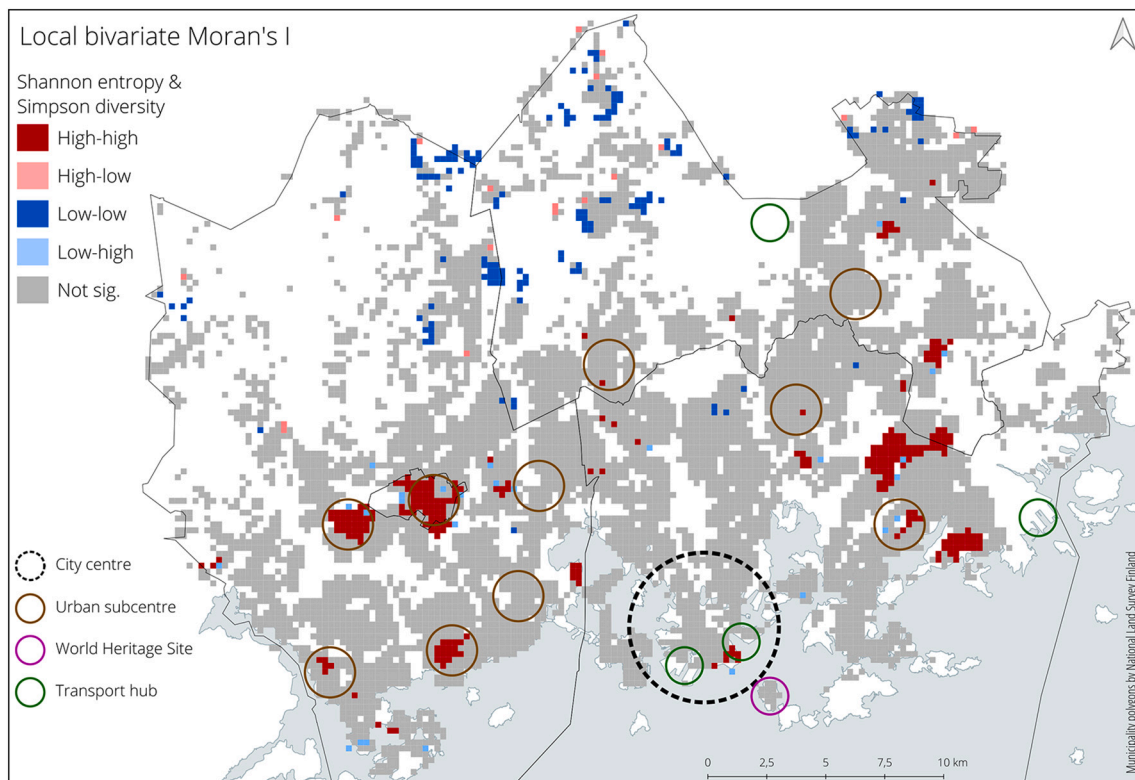 Local bivariate Moran's I
Shannon entropy &
Simpson diversity
High-high
High-low
Low-low
Low-high
Not sig.
City centre
Urban subcentre
World Heritage Site
Transport hub
0 2,5 5 10 km
Municipality polygons by National Land Survey Finland